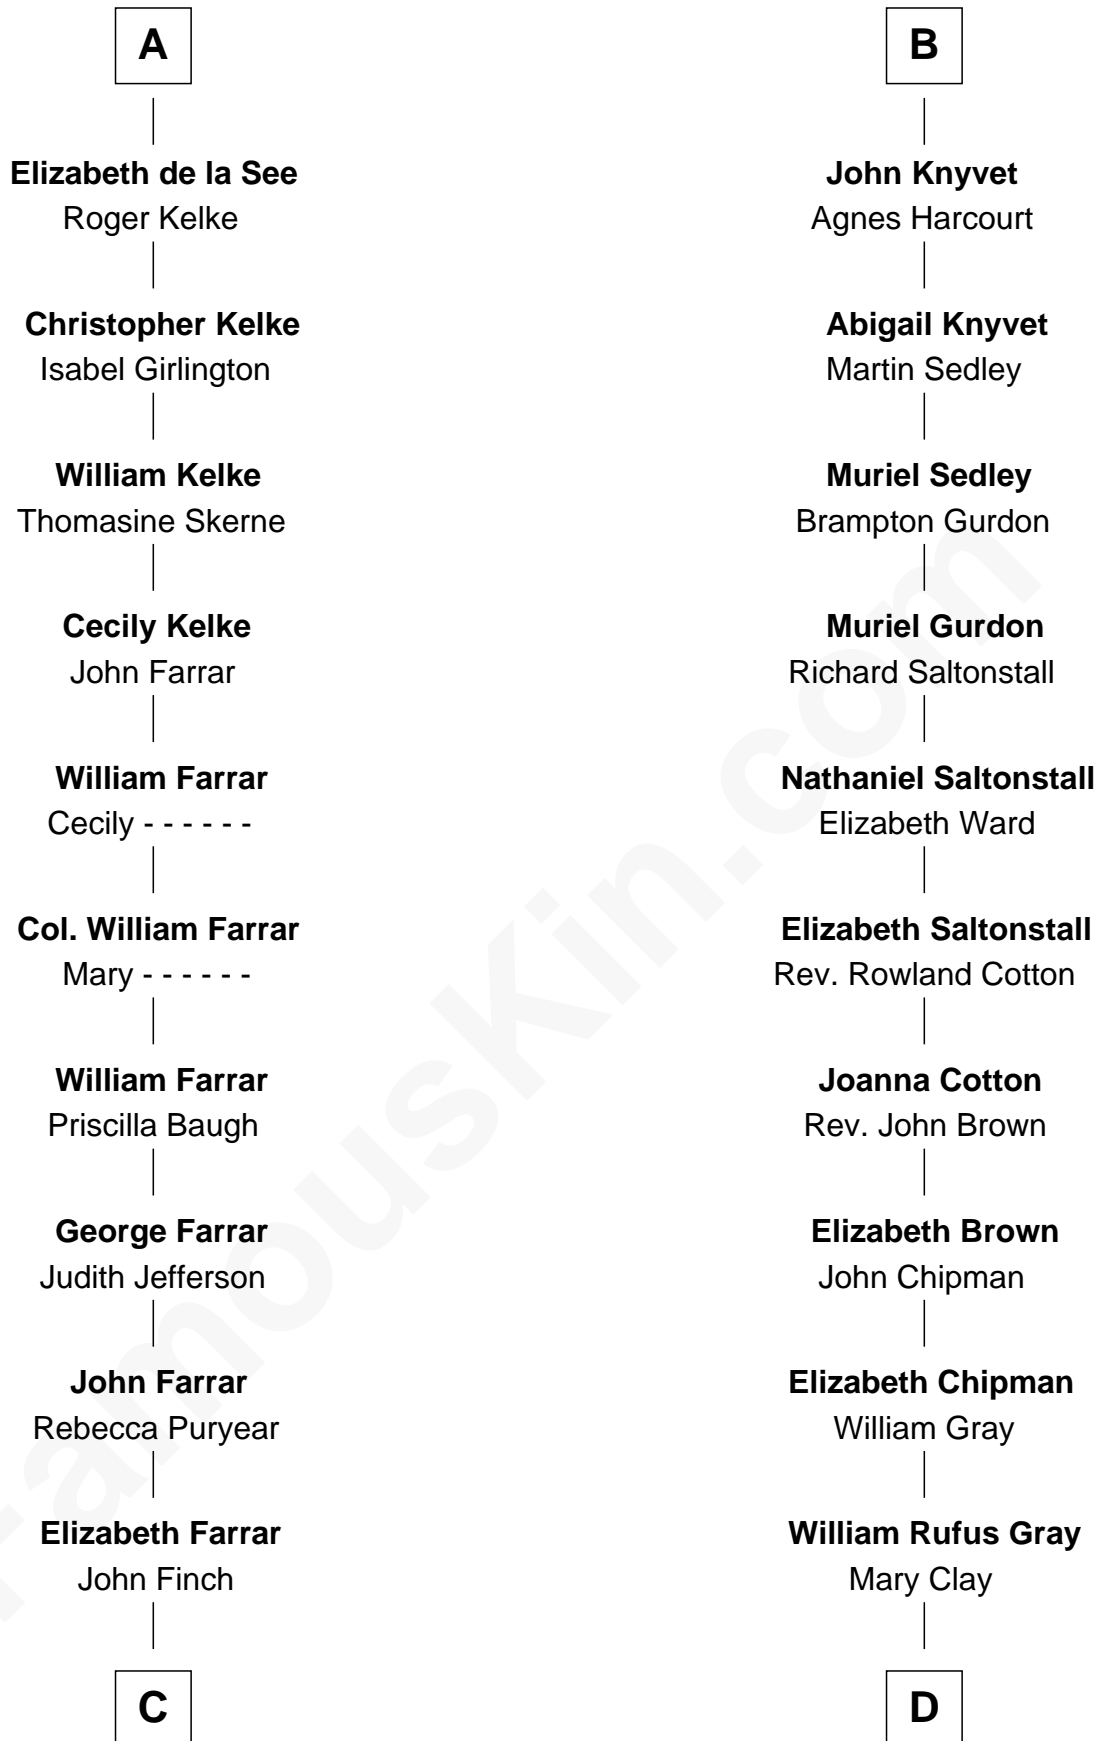 A
Elizabeth de la See
Roger Kelke
Christopher Kelke
Isabel Girlington
William Kelke
Thomasine Skerne
Cecily Kelke
John Farrar
William Farrar
Cecily - - - - - -
Col. William Farrar
Mary - - - - - -
William Farrar
Priscilla Baugh
George Farrar
Judith Jefferson
John Farrar
Rebecca Puryear
Elizabeth Farrar
John Finch
C
B
John Knyvet
Agnes Harcourt
Abigail Knyvet
Martin Sedley
Muriel Sedley
Brampton Gurdon
Muriel Gurdon
Richard Saltonstall
Nathaniel Saltonstall
Elizabeth Ward
Elizabeth Saltonstall
Rev. Rowland Cotton
Joanna Cotton
Rev. John Brown
Elizabeth Brown
John Chipman
Elizabeth Chipman
William Gray
William Rufus Gray
Mary Clay
D
FamousKin.com